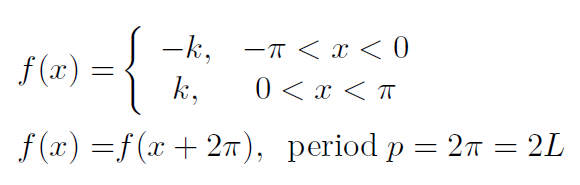 f(x) = { −k, −π < x < 0
k, 0 < x < π
f(x) =f(x + 2π), period p = 2π = 2L